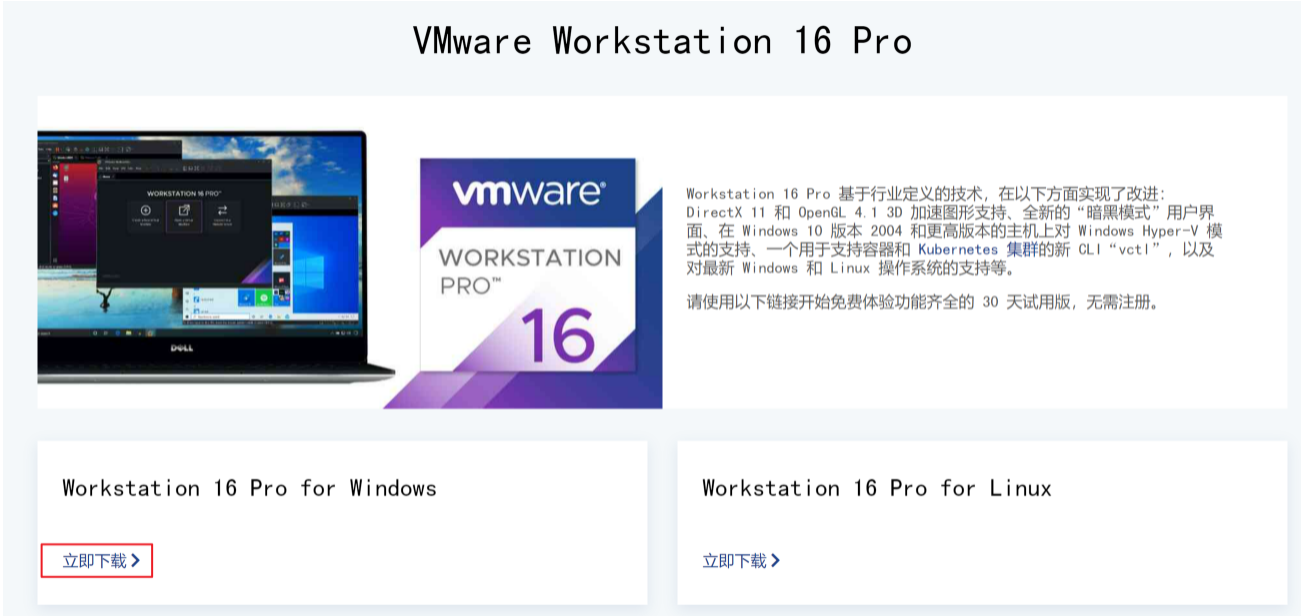 VMware Workstation 16 Pro
WORKSTATION 16 PRO™
DELL
vmware®
WORKSTATION
PRO™
16
Workstation 16 Pro 基于行业定义的技术，在以下方面实现了改进：
DirectX 11 和 OpenGL 4.1 3D 加速图形支持、全新的“暗黑模式”用户界
面、在 Windows 10 版本 2004 和更高版本的主机上对 Windows Hyper-V 模
式的支持、一个用于支持容器和 Kubernetes 集群的新 CLI“vctl”，以及
对最新 Windows 和 Linux 操作系统的支持等。
请使用以下链接开始免费体验功能齐全的 30 天试用版，无需注册。
Workstation 16 Pro for Windows
立即下载
Workstation 16 Pro for Linux
立即下载